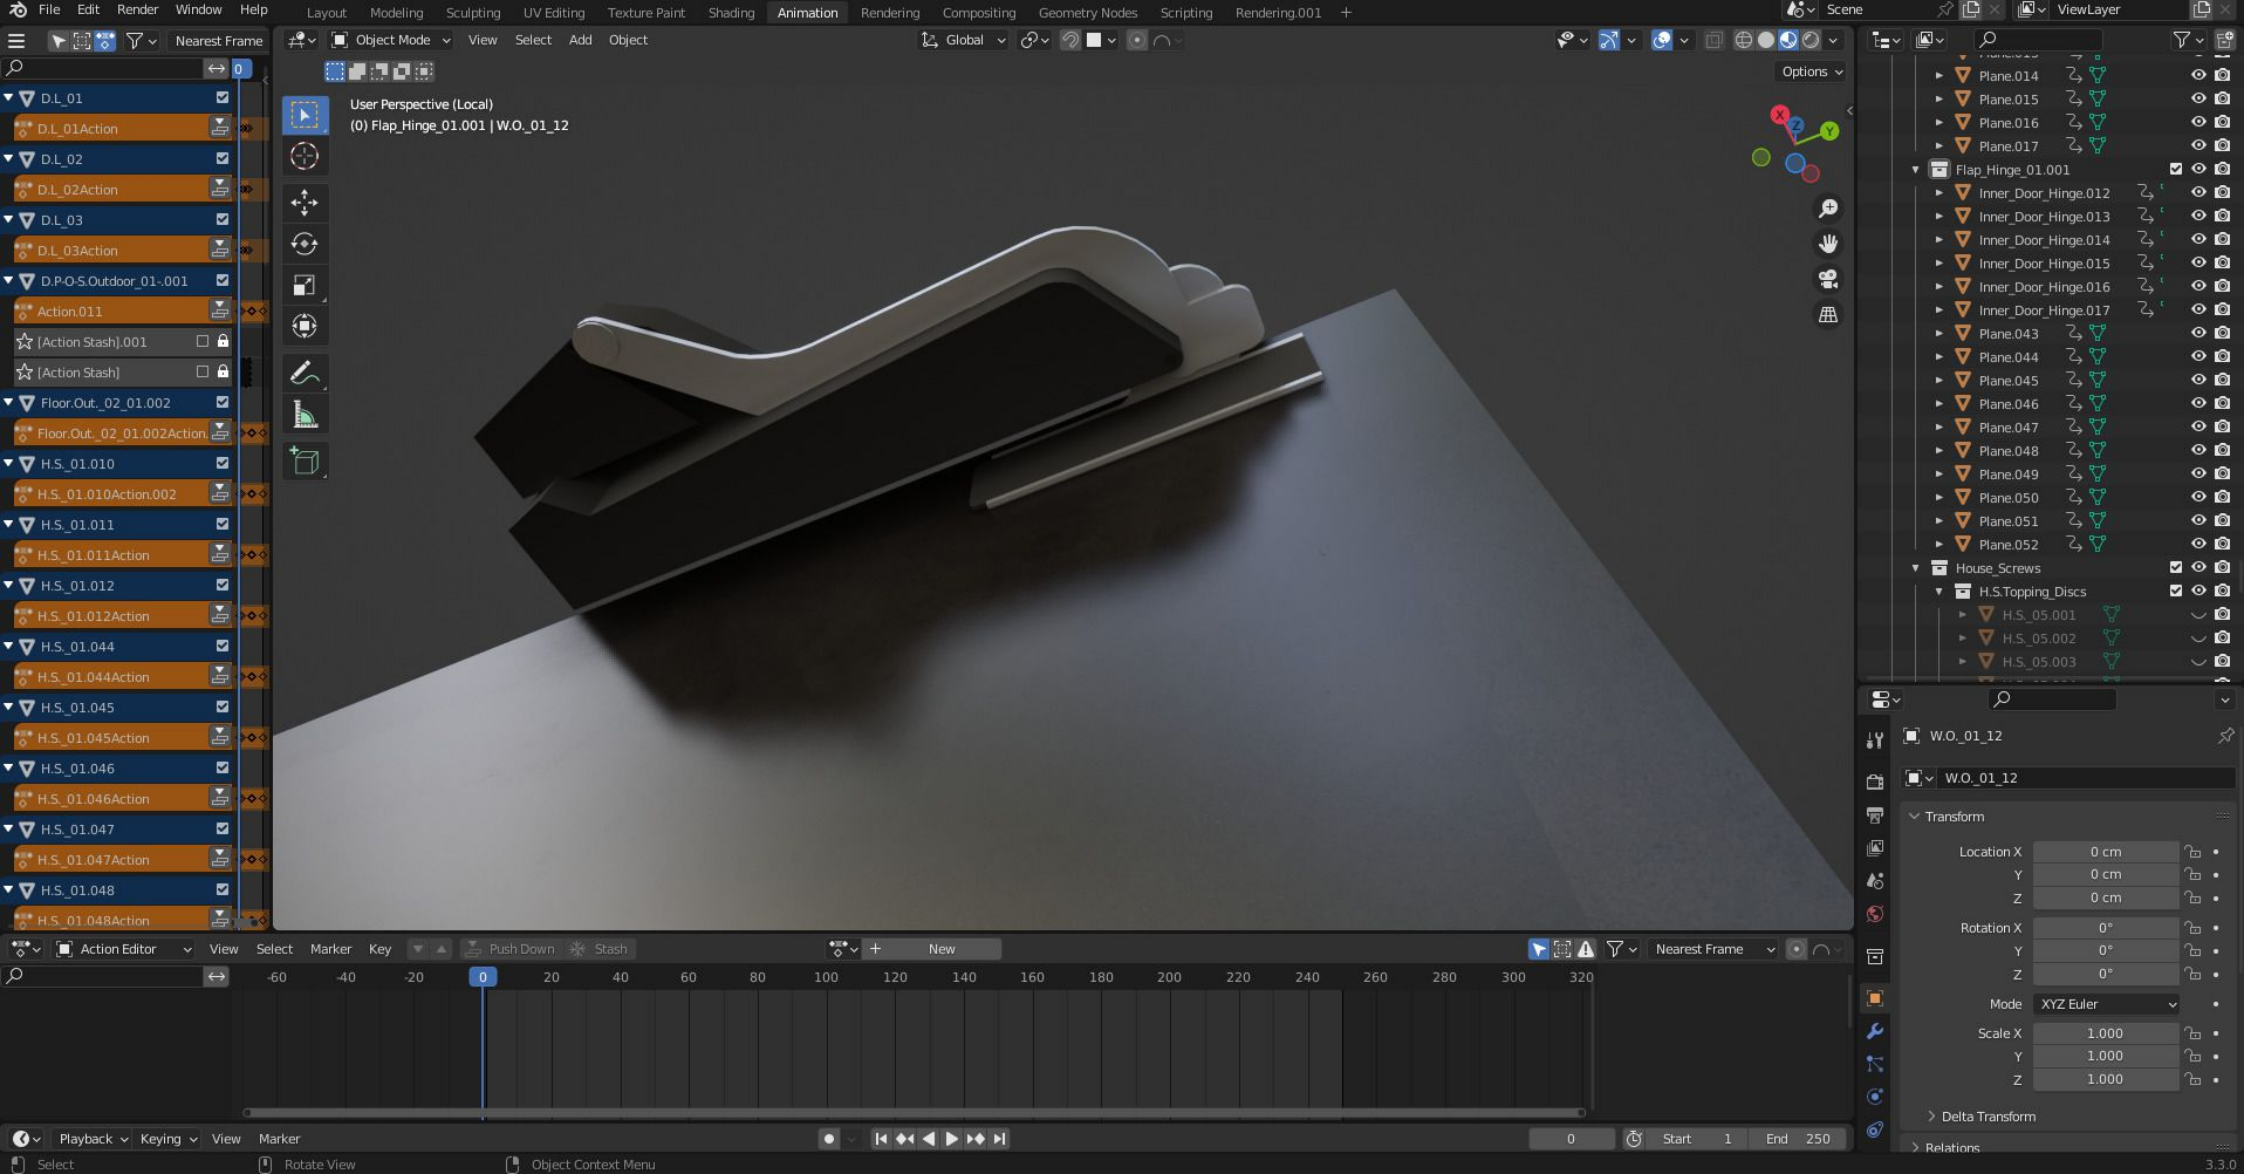 File Edit Render Window Help Layout Modeling Sculpting UV Editing Texture Paint Shading Animation Rendering Compositing Geometry Nodes Scripting Rendering.001 + Scene ViewLayer
Nearest Frame Object Mode View Select Add Object Global
0
Options
D.L_01
D.L_01Action
D.L_02
D.L_02Action
D.L_03
D.L_03Action
D.P-O-S.Outdoor_01-.001
Action.011
[Action Stash].001
[Action Stash]
Floor.Out._02_01.002
Floor.Out._02_01.002Action.
H.S._01.010
H.S._01.010Action.002
H.S._01.011
H.S._01.011Action
H.S._01.012
H.S._01.012Action
H.S._01.044
H.S._01.044Action
H.S._01.045
H.S._01.045Action
H.S._01.046
H.S._01.046Action
H.S._01.047
H.S._01.047Action
H.S._01.048
H.S._01.048Action
User Perspective (Local)
(0) Flap_Hinge_01.001 | W.O._01_12
X
Z
Y
Plane.014
Plane.015
Plane.016
Plane.017
Flap_Hinge_01.001
Inner_Door_Hinge.012
Inner_Door_Hinge.013
Inner_Door_Hinge.014
Inner_Door_Hinge.015
Inner_Door_Hinge.016
Inner_Door_Hinge.017
Plane.043
Plane.044
Plane.045
Plane.046
Plane.047
Plane.048
Plane.049
Plane.050
Plane.051
Plane.052
House_Screws
H.S.Topping_Discs
H.S._05.001
H.S._05.002
H.S._05.003
W.O._01_12
W.O._01_12
Transform
Location X 0 cm
Y 0 cm
Z 0 cm
Rotation X 0°
Y 0°
Z 0°
Mode XYZ Euler
Scale X 1.000
Y 1.000
Z 1.000
Delta Transform
Relations
Action Editor View Select Marker Key Push Down Stash + New Nearest Frame
-60 -40 -20 0 20 40 60 80 100 120 140 160 180 200 220 240 260 280 300 320
Playback Keying View Marker 0 Start 1 End 250
Select Rotate View Object Context Menu 3.3.0